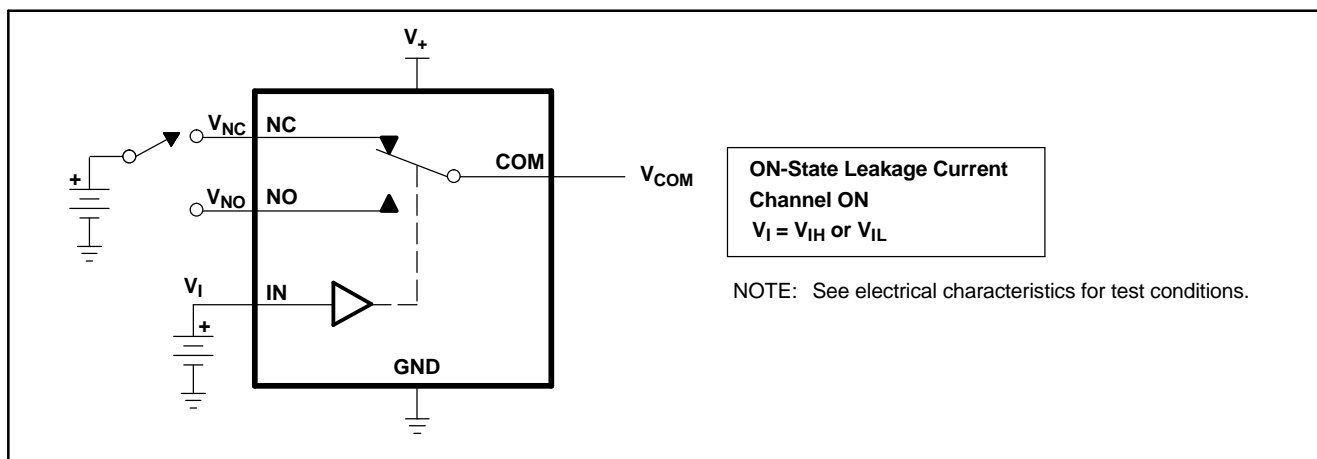 V+
VNC NC
COM
VCOM
+
VNO NO
VI IN
+
GND
ON-State Leakage Current
Channel ON
VI = VIH or VIL
NOTE: See electrical characteristics for test conditions.